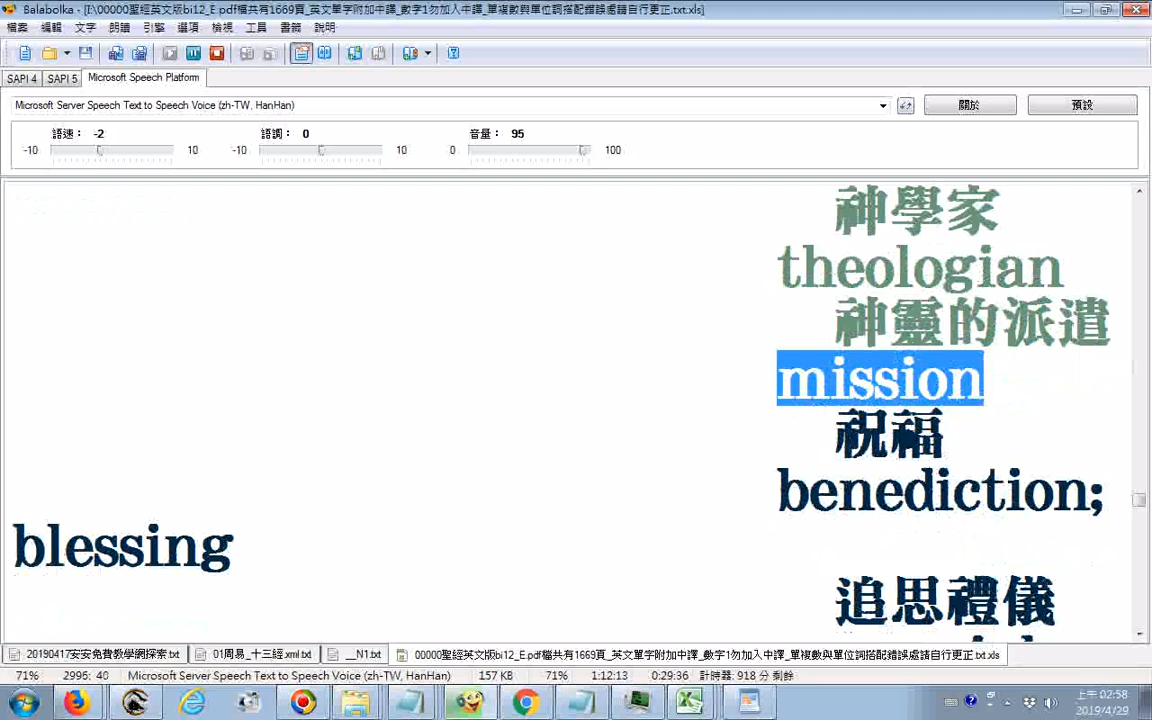 Balabolka - [I:\00000聖經英文版bi12_E pdf檔共有1669頁_英文單字附加中譯_數字1勿加入中譯_單複數與單位詞搭配錯誤處請自行更正.txt.xls]
檔案 編輯 文字 朗讀 引擎 選項 檢視 工具 書籤 說明
SAPI 4 SAPI 5 Microsoft Speech Platform
Microsoft Server Speech Text to Speech Voice (zh-TW, HanHan) 關於 預設
語速： -2 語調： 0 音量： 95
-10 10 -10 10 0 100
神學家
theologian
神靈的派遣
mission
祝福
benediction;
blessing
追思禮儀
20190417安安免費教學網探索.txt 01周易_十三經.xml.txt __N1.txt 00000聖經英文版bi12_E.pdf檔共有1669頁_英文單字附加中譯_數字1勿加入中譯_單複數與單位詞搭配錯誤處請自行更正.txt.xls
71% 2996: 40 Microsoft Server Speech Text to Speech Voice (zh-TW, HanHan) 157 KB 71% 1:12:13 0:29:36 計時器: 918 分 剩餘
上午 02:58
2019/4/29